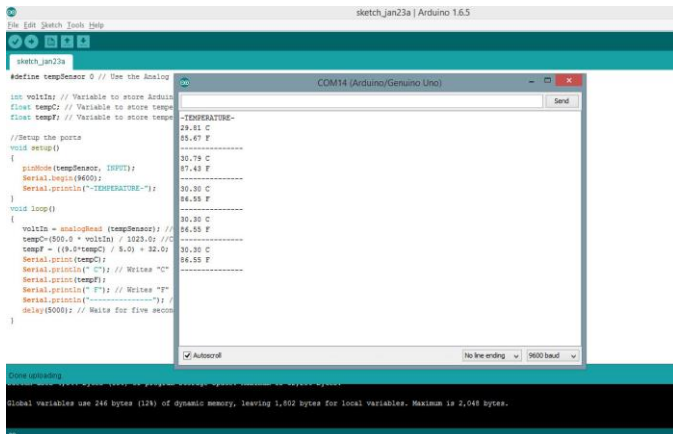 sketch_jan23a | Arduino 1.6.5
File Edit Sketch Tools Help
sketch_jan23a
#define tempSensor 0 // Use the Analog
int voltIn; // Variable to store Arduin
float tempC; // Variable to store tempe
float tempF; // Variable to store tempe
//Setup the ports
void setup()
{
pinMode(tempSensor, INPUT);
Serial.begin(9600);
Serial.println("-TEMPERATURE-");
}
void loop()
{
voltIn = analogRead (tempSensor); //
tempC=(500.0 * voltIn) / 1023.0; //C
tempF = ((9.0*tempC) / 5.0) + 32.0;
Serial.print(tempC);
Serial.println(" C"); // Writes "C"
Serial.print(tempF);
Serial.println(" F"); // Writes "F"
Serial.println("---------------"); /
delay(5000); // Waits for five secon
}
COM14 (Arduino/Genuino Uno)
Send
-TEMPERATURE-
29.81 C
85.67 F
---------------
30.79 C
87.43 F
---------------
30.30 C
86.55 F
---------------
30.30 C
86.55 F
---------------
30.30 C
86.55 F
---------------
Autoscroll
No line ending
9600 baud
Done uploading.
Global variables use 246 bytes (12%) of dynamic memory, leaving 1,802 bytes for local variables. Maximum is 2,048 bytes.